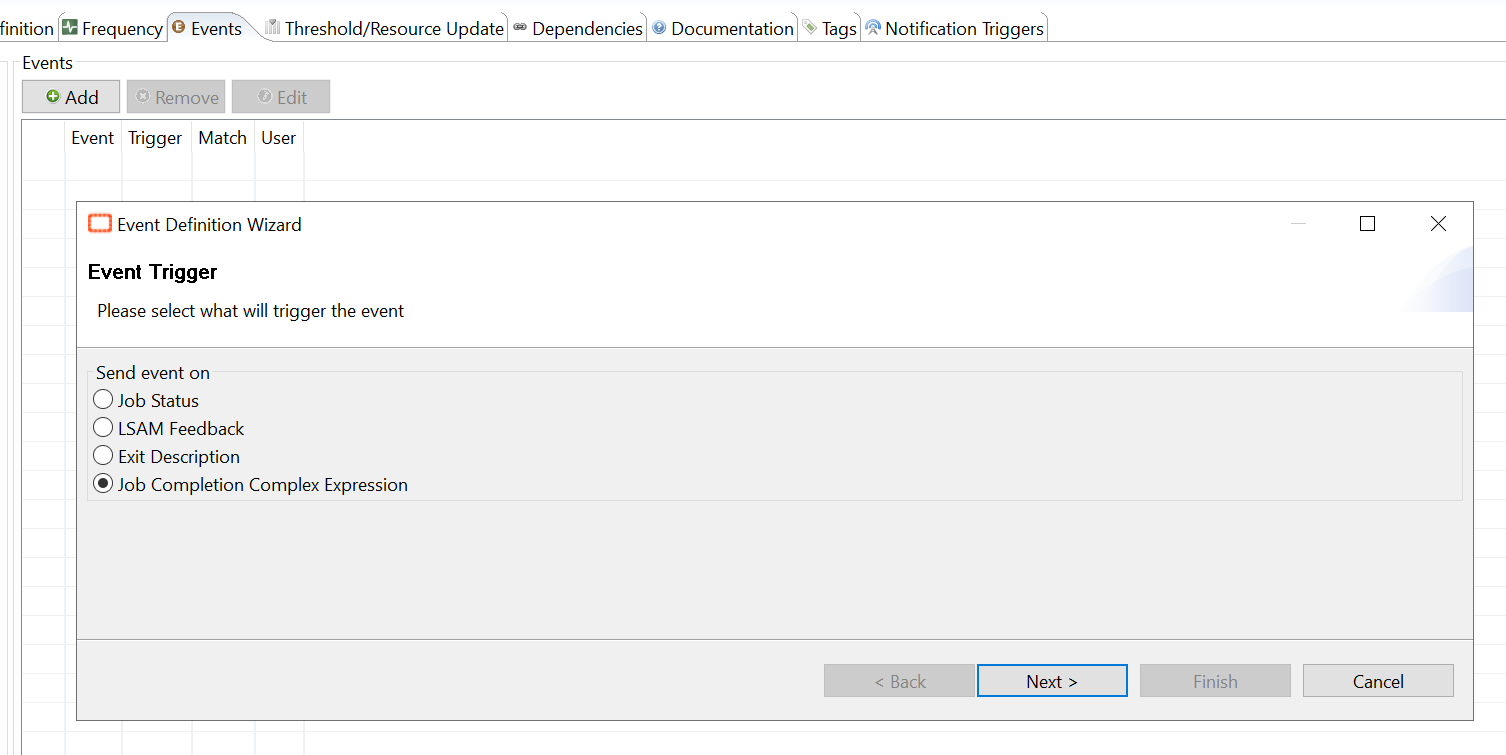 finition Frequency Events Threshold/Resource Update Dependencies Documentation Tags Notification Triggers
Events
Add Remove Edit
Event Trigger Match User
Event Definition Wizard
Event Trigger
Please select what will trigger the event
Send event on
Job Status
LSAM Feedback
Exit Description
Job Completion Complex Expression
< Back Next > Finish Cancel